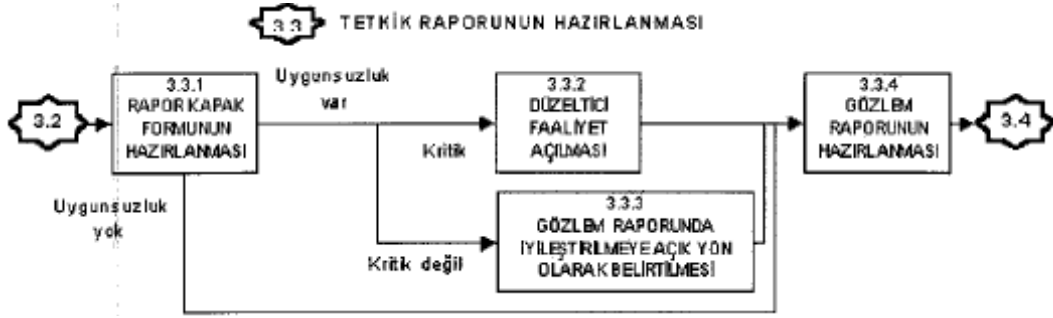 3.3 TETKİK RAPORUNUN HAZIRLANMASI
3.2
3.3.1
RAPOR KAPAK
FORMUNUN
HAZIRLANMASI
Uygunsuzluk
var
Uygunsuzluk
yok
Kritik
Kritik değil
3.3.2
DÜZELTİCİ
FAALİYET
AÇILMASI
3.3.3
GÖZLEM RAPORUNDA
İYİLEŞTİRİLMEYE AÇIK YÖN
OLARAK BELİRTİLMESİ
3.3.4
GÖZLEM
RAPORUNUN
HAZIRLANMASI
3.4